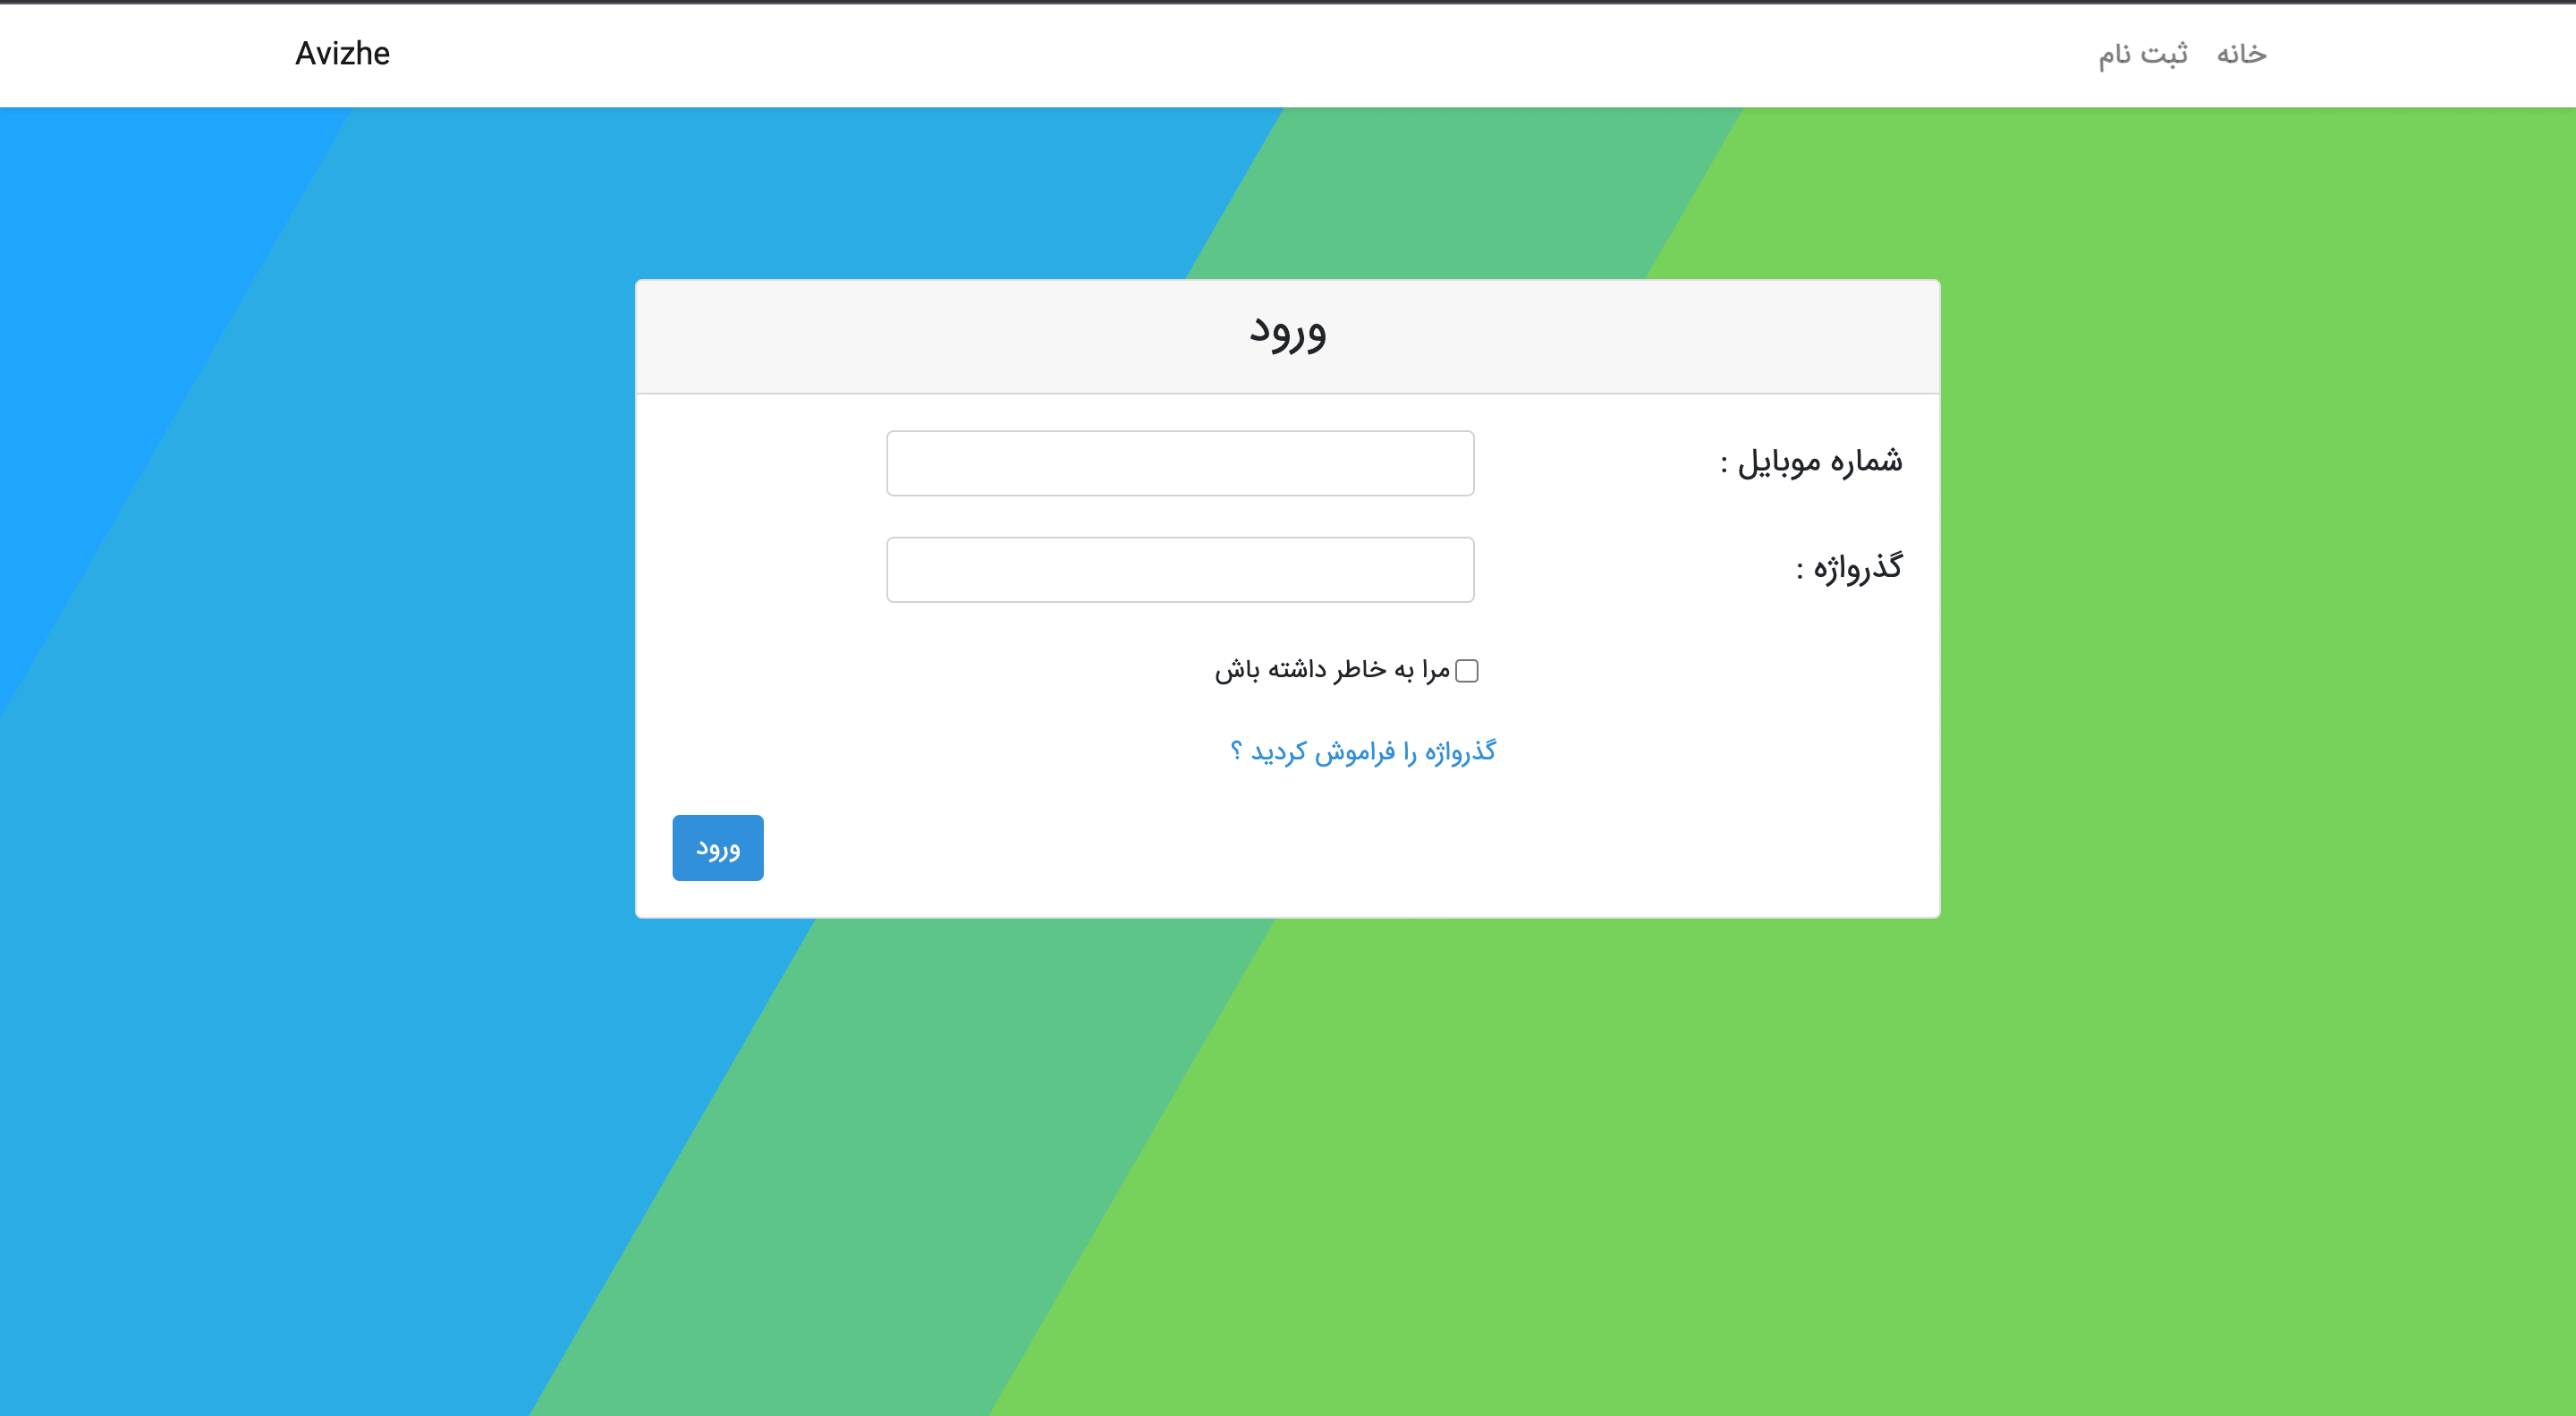 خانه ثبت نام Avizhe
ورود
شماره موبایل :
گذرواژه :
مرا به خاطر داشته باش
گذرواژه را فراموش کردید ؟
ورود